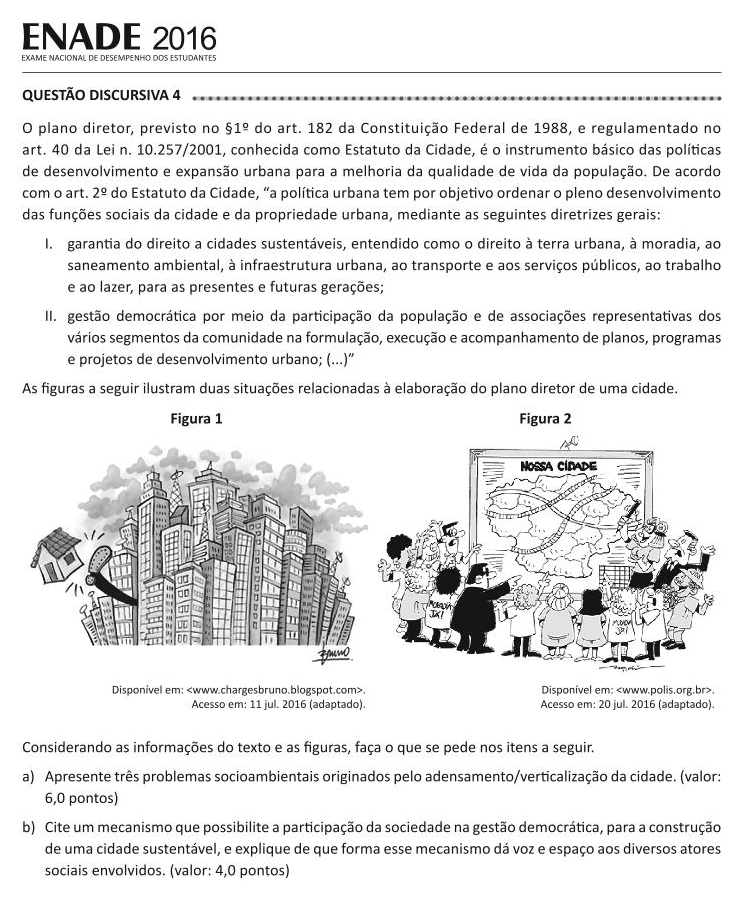 ENADE 2016
EXAME NACIONAL DE DESEMPENHO DOS ESTUDANTES
QUESTÃO DISCURSIVA 4
O plano diretor, previsto no §1º do art. 182 da Constituição Federal de 1988, e regulamentado no
art. 40 da Lei n. 10.257/2001, conhecida como Estatuto da Cidade, é o instrumento básico das políticas
de desenvolvimento e expansão urbana para a melhoria da qualidade de vida da população. De acordo
com o art. 2º do Estatuto da Cidade, “a política urbana tem por objetivo ordenar o pleno desenvolvimento
das funções sociais da cidade e da propriedade urbana, mediante as seguintes diretrizes gerais:
I. garantia do direito a cidades sustentáveis, entendido como o direito à terra urbana, à moradia, ao
saneamento ambiental, à infraestrutura urbana, ao transporte e aos serviços públicos, ao trabalho
e ao lazer, para as presentes e futuras gerações;
II. gestão democrática por meio da participação da população e de associações representativas dos
vários segmentos da comunidade na formulação, execução e acompanhamento de planos, programas
e projetos de desenvolvimento urbano; (...)”
As figuras a seguir ilustram duas situações relacionadas à elaboração do plano diretor de uma cidade.
Figura 1
Bruno
Disponível em: <www.chargesbruno.blogspot.com>.
Acesso em: 11 jul. 2016 (adaptado).
Figura 2
NOSSA CIDADE
MORADIA
JÁ!
MORADIA
JÁ!
Disponível em: <www.polis.org.br>.
Acesso em: 20 jul. 2016 (adaptado).
Considerando as informações do texto e as figuras, faça o que se pede nos itens a seguir.
a) Apresente três problemas socioambientais originados pelo adensamento/verticalização da cidade. (valor:
6,0 pontos)
b) Cite um mecanismo que possibilite a participação da sociedade na gestão democrática, para a construção
de uma cidade sustentável, e explique de que forma esse mecanismo dá voz e espaço aos diversos atores
sociais envolvidos. (valor: 4,0 pontos)